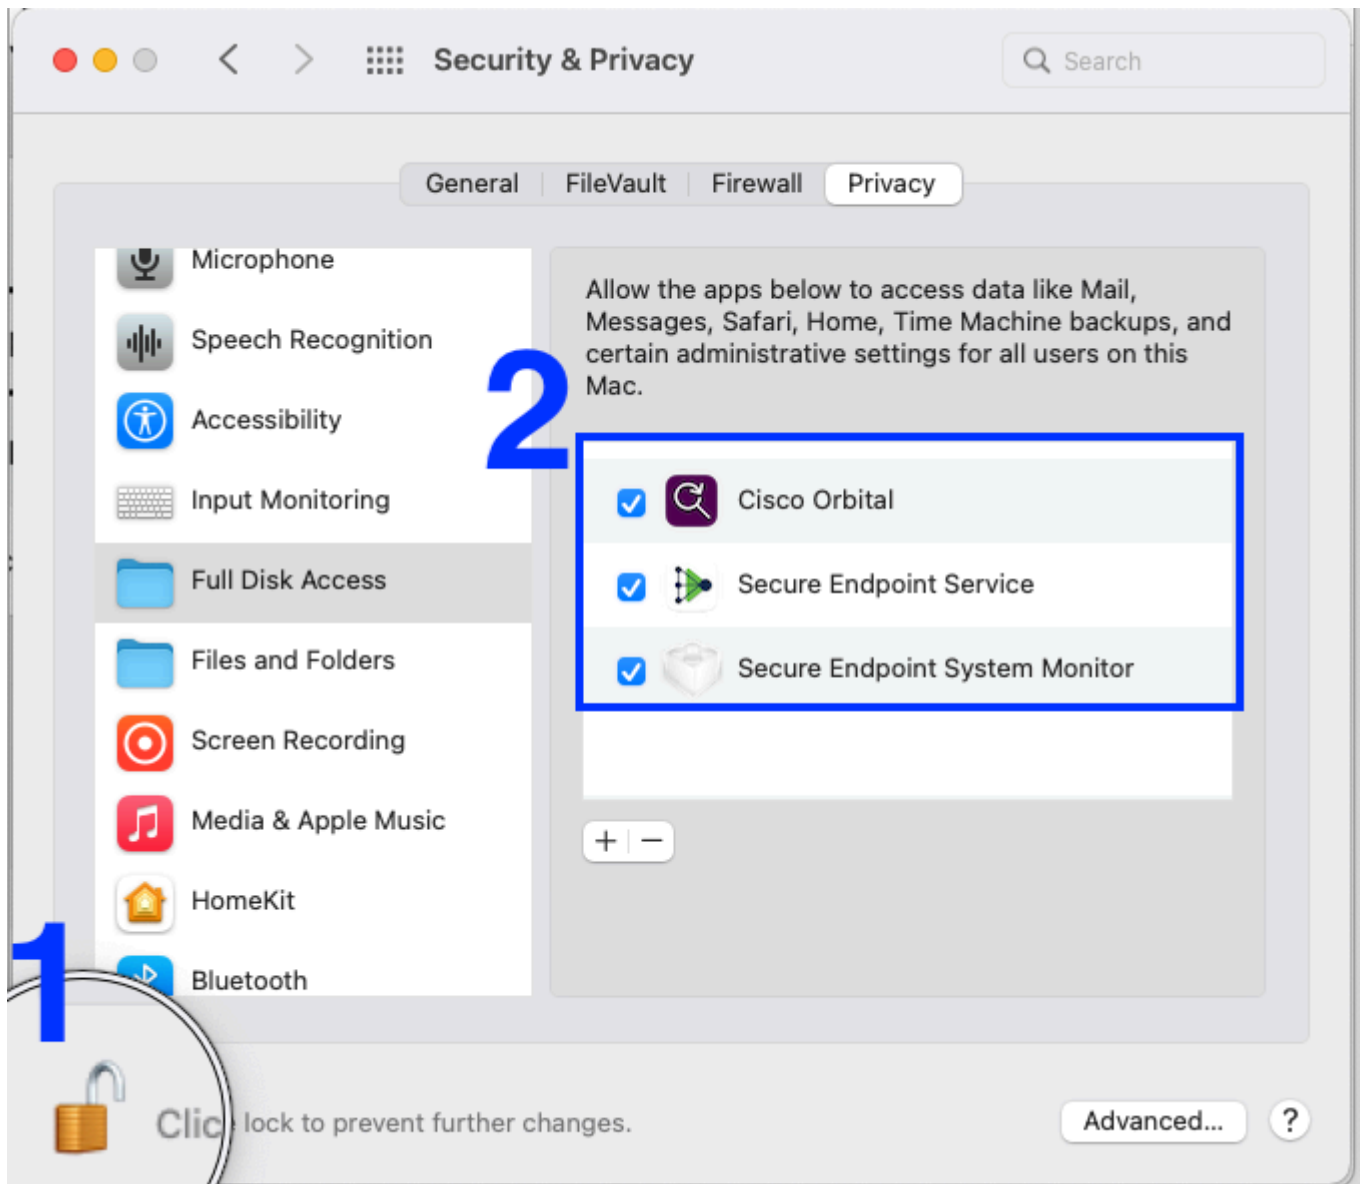 Security & Privacy
Search
General
FileVault
Firewall
Privacy
Microphone
Speech Recognition
Accessibility
Input Monitoring
Full Disk Access
Files and Folders
Screen Recording
Media & Apple Music
HomeKit
Bluetooth
Allow the apps below to access data like Mail,
Messages, Safari, Home, Time Machine backups, and
certain administrative settings for all users on this
Mac.
2
Cisco Orbital
Secure Endpoint Service
Secure Endpoint System Monitor
+ −
1
Clic lock to prevent further changes.
Advanced...
?